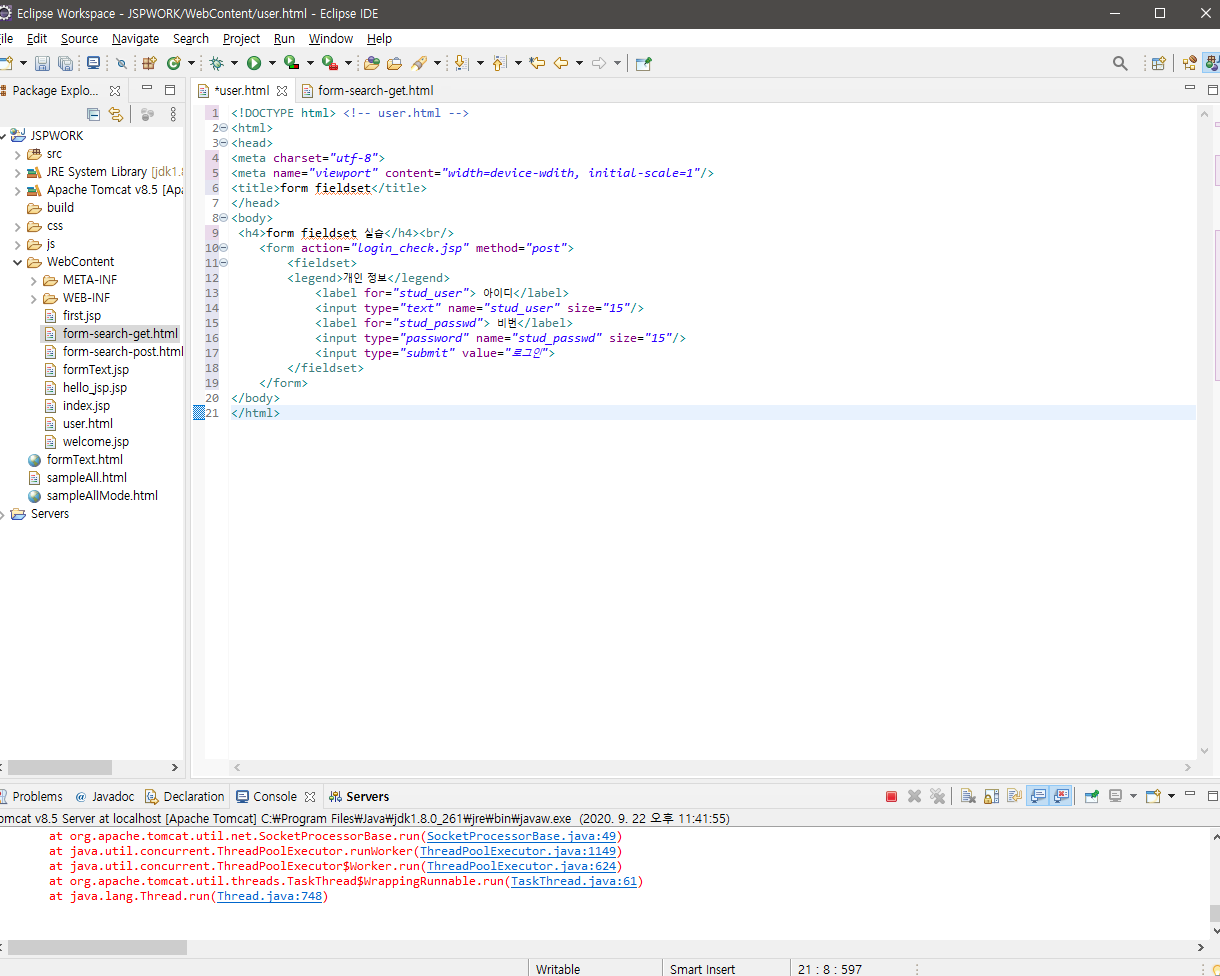 Eclipse Workspace - JSPWORK/WebContent/user.html - Eclipse IDE
ile Edit Source Navigate Search Project Run Window Help
Package Explo...
*user.html
form-search-get.html
JSPWORK
src
JRE System Library [jdk1.8
Apache Tomcat v8.5 [Apa
build
css
js
WebContent
META-INF
WEB-INF
first.jsp
form-search-get.html
form-search-post.html
formText.jsp
hello_jsp.jsp
index.jsp
user.html
welcome.jsp
formText.html
sampleAll.html
sampleAllMode.html
Servers
1 <!DOCTYPE html> <!-- user.html -->
2 <html>
3 <head>
4 <meta charset="utf-8">
5 <meta name="viewport" content="width=device-wdith, initial-scale=1"/>
6 <title>form fieldset</title>
7 </head>
8 <body>
9 <h4>form fieldset 실습</h4><br/>
10 <form action="login_check.jsp" method="post">
11 <fieldset>
12 <legend>개인 정보</legend>
13 <label for="stud_user"> 아이디</label>
14 <input type="text" name="stud_user" size="15"/>
15 <label for="stud_passwd"> 비번</label>
16 <input type="password" name="stud_passwd" size="15"/>
17 <input type="submit" value="로그인">
18 </fieldset>
19 </form>
20 </body>
21 </html>
Problems @ Javadoc Declaration Console Servers
omcat v8.5 Server at localhost [Apache Tomcat] C:₩Program Files₩Java₩jdk1.8.0_261₩jre₩bin₩javaw.exe (2020. 9. 22 오후 11:41:55)
at org.apache.tomcat.util.net.SocketProcessorBase.run(SocketProcessorBase.java:49)
at java.util.concurrent.ThreadPoolExecutor.runWorker(ThreadPoolExecutor.java:1149)
at java.util.concurrent.ThreadPoolExecutor$Worker.run(ThreadPoolExecutor.java:624)
at org.apache.tomcat.util.threads.TaskThread$WrappingRunnable.run(TaskThread.java:61)
at java.lang.Thread.run(Thread.java:748)
Writable Smart Insert 21 : 8 : 597